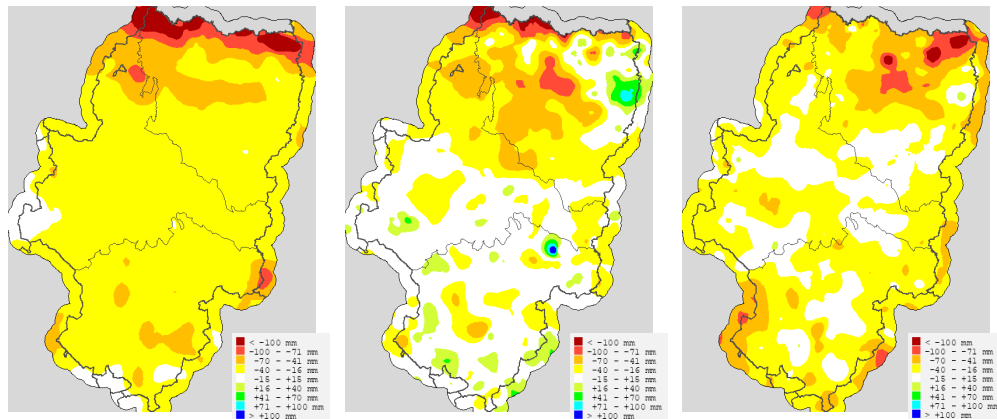 < -100 mm
-100 - -71 mm
-70 - -41 mm
-40 - -16 mm
-15 - +15 mm
+16 - +40 mm
+41 - +70 mm
+71 - +100 mm
> +100 mm
< -100 mm
-100 - -71 mm
-70 - -41 mm
-40 - -16 mm
-15 - +15 mm
+16 - +40 mm
+41 - +70 mm
+71 - +100 mm
> +100 mm
< -100 mm
-100 - -71 mm
-70 - -41 mm
-40 - -16 mm
-15 - +15 mm
+16 - +40 mm
+41 - +70 mm
+71 - +100 mm
> +100 mm